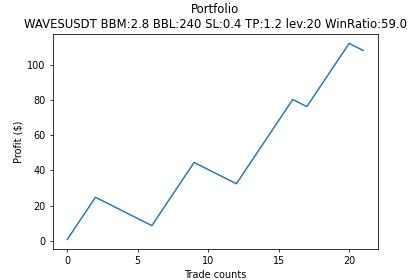 Portfolio
WAVESUSDT BBM:2.8 BBL:240 SL:0.4 TP:1.2 lev:20 WinRatio:59.0
100
80
60
40
20
0
Profit ($)
0 5 10 15 20
Trade counts